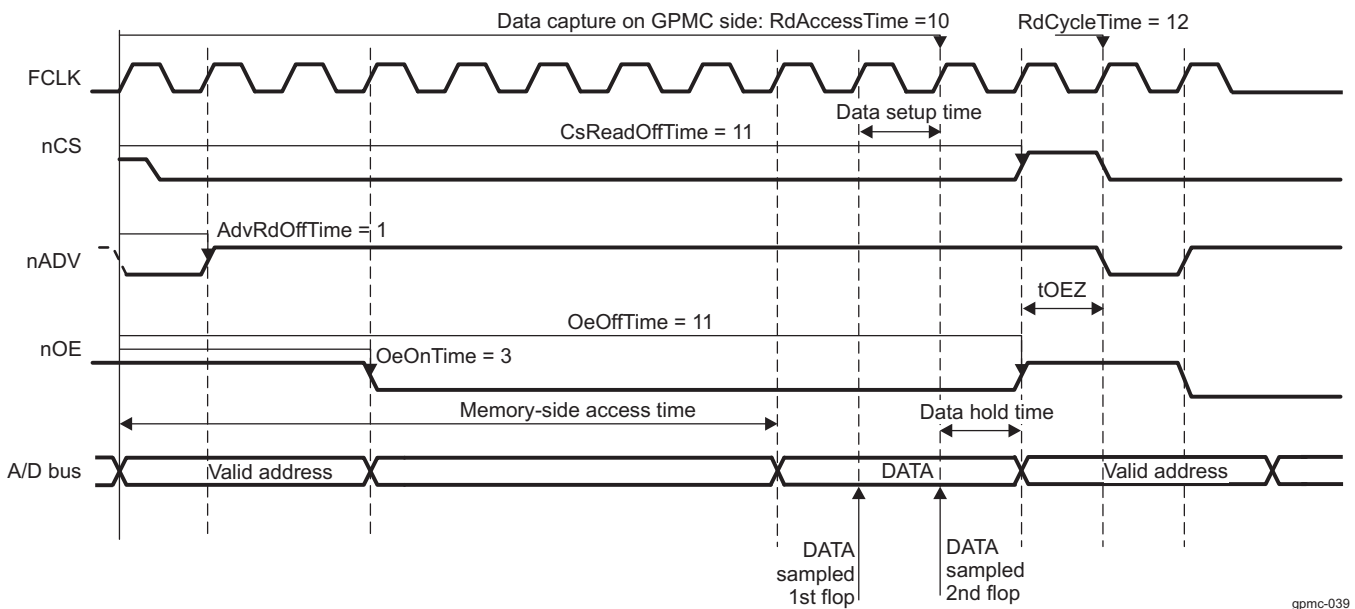 Data capture on GPMC side: RdAccessTime =10
RdCycleTime = 12
FCLK
Data setup time
nCS
CsReadOffTime = 11
AdvRdOffTime = 1
nADV
tOEZ
OeOffTime = 11
nOE
OeOnTime = 3
Memory-side access time
Data hold time
A/D bus
Valid address
DATA
Valid address
DATA
sampled
1st flop
DATA
sampled
2nd flop
gpmc-039